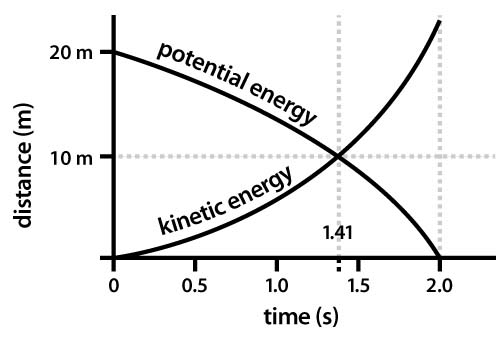 20 m
potential energy
distance (m)
10 m
kinetic energy
1.41
0 0.5 1.0 1.5 2.0
time (s)